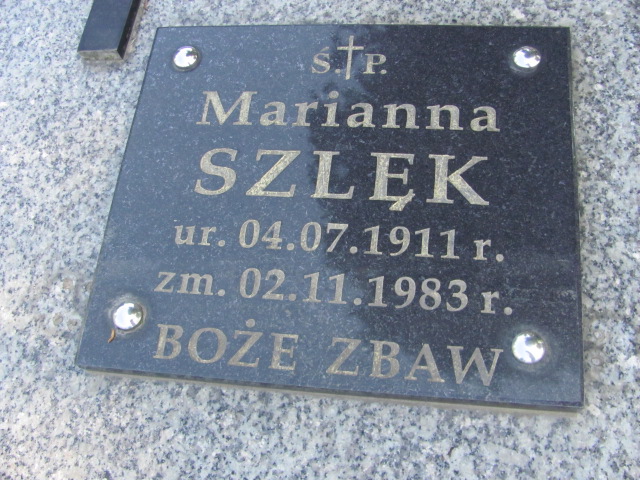 Ś.†P.
Marianna
SZLĘK
ur. 04.07.1911 r.
zm. 02.11.1983 r.
BOŻE ZBAW